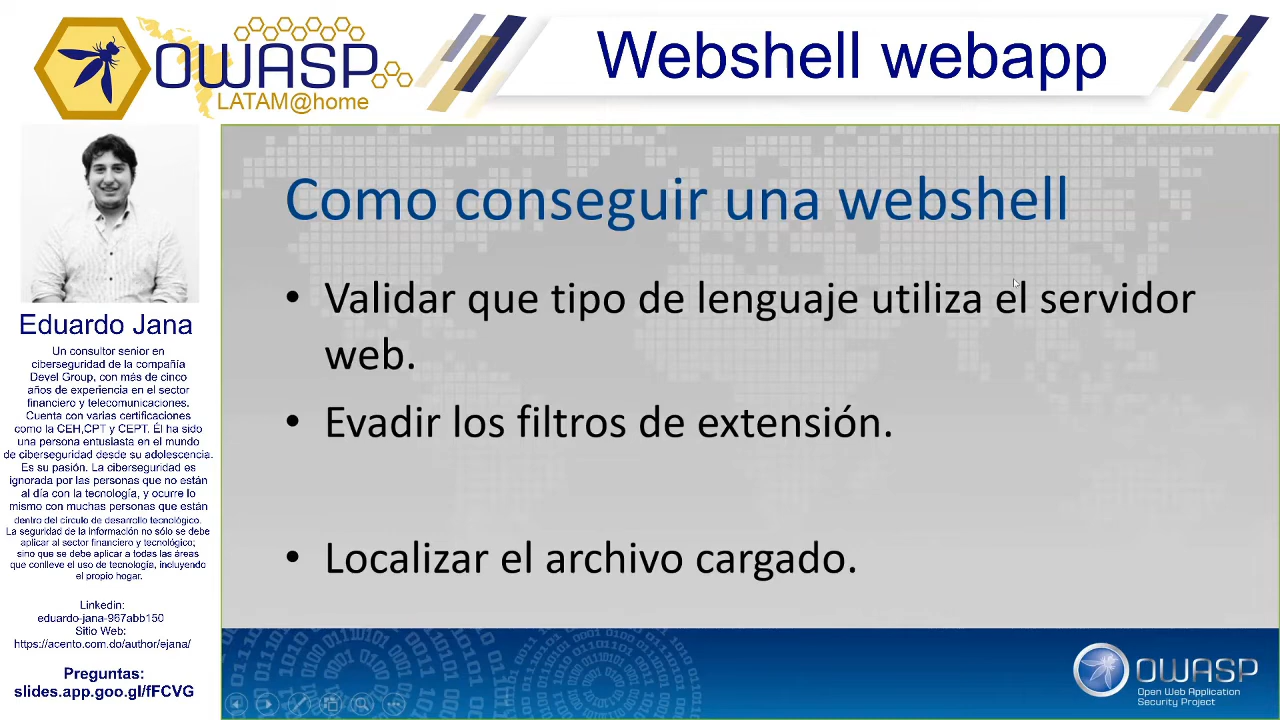 OWASP
LATAM@home
Webshell webapp
Como conseguir una webshell
• Validar que tipo de lenguaje utiliza el servidor
web.
• Evadir los filtros de extensión.
• Localizar el archivo cargado.
Eduardo Jana
Un consultor senior en
ciberseguridad de la compañía
Devel Group, con más de cinco
años de experiencia en el sector
financiero y telecomunicaciones.
Cuenta con varias certificaciones
como la CEH,CPT y CEPT. Él ha sido
una persona entusiasta en el mundo
de ciberseguridad desde su adolescencia.
Es su pasión. La ciberseguridad es
ignorada por las personas que no están
al día con la tecnología, y ocurre lo
mismo con muchas personas que están
dentro del círculo de desarrollo tecnológico.
La seguridad de la información no sólo se debe
aplicar al sector financiero y tecnológico;
sino que se debe aplicar a todas las áreas
que conlleve el uso de tecnología, incluyendo
el propio hogar.
Linkedin:
eduardo-jana-967abb150
Sitio Web:
https://acento.com.do/author/ejana/
Preguntas:
slides.app.goo.gl/fFCVG
OWASP
Open Web Application
Security Project